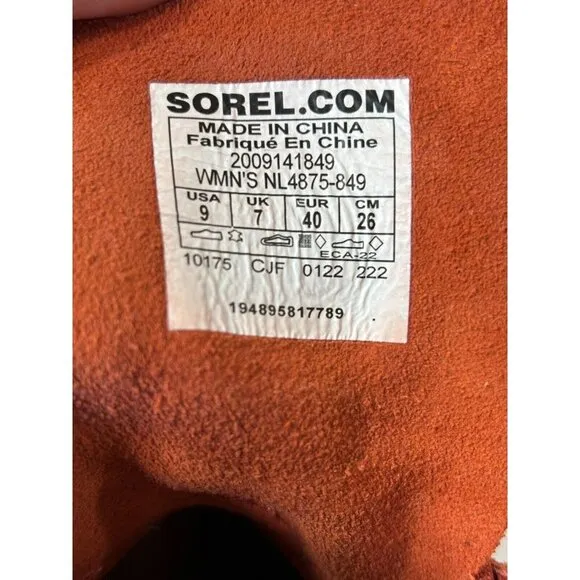 SOREL.COM
MADE IN CHINA
Fabriqué En Chine
2009141849
WMN'S NL4875-849
USA UK EUR CM
9 7 40 26
ECA-22
10175 CJF 0122 222
194895817789